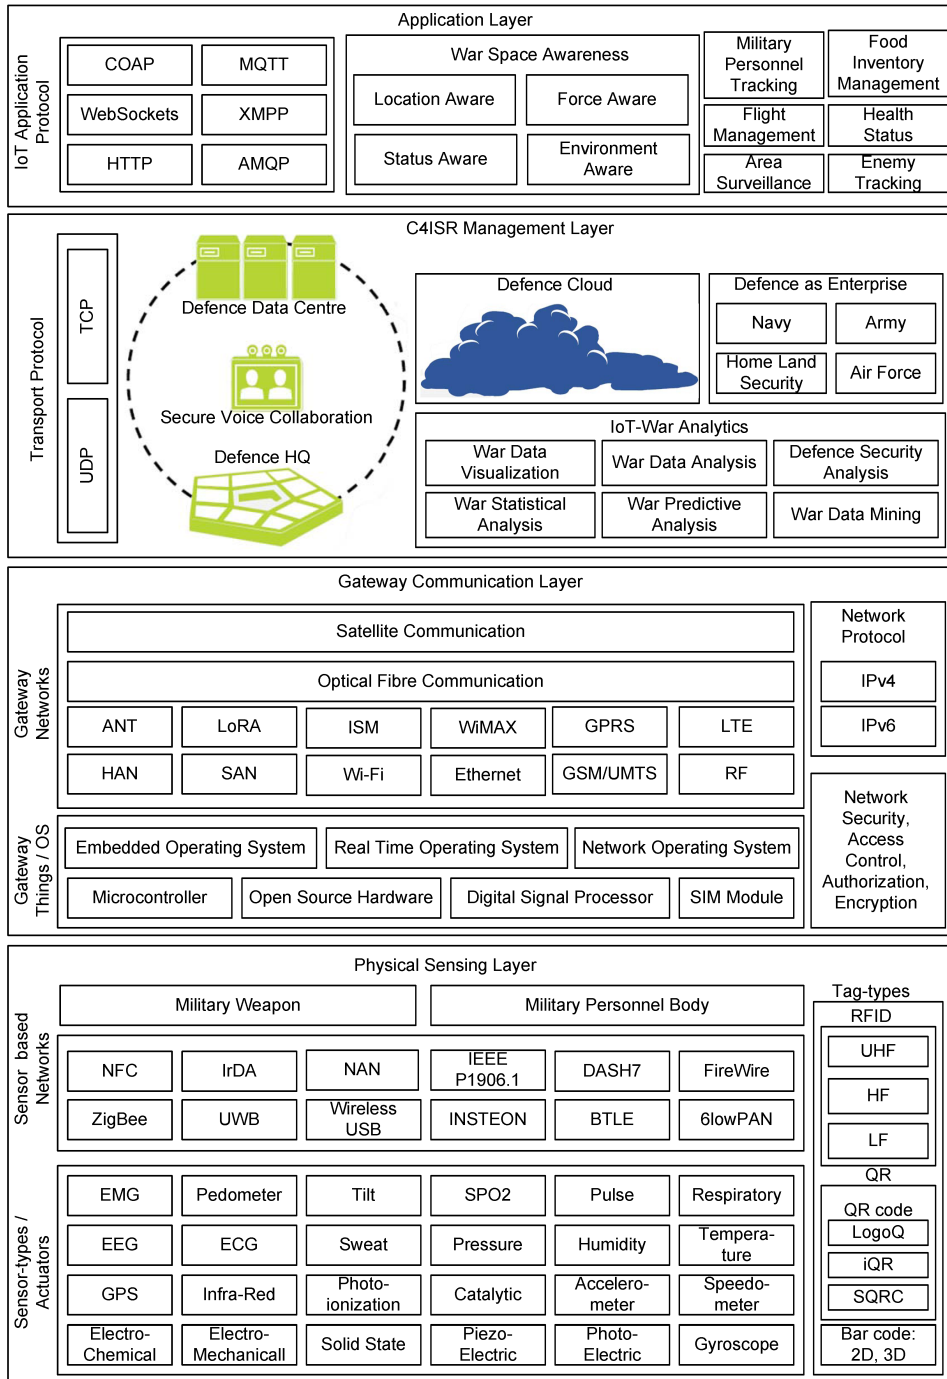 Application Layer
IoT Application
Protocol
COAP
MQTT
WebSockets
XMPP
HTTP
AMQP
War Space Awareness
Location Aware
Force Aware
Status Aware
Environment
Aware
Military
Personnel
Tracking
Food
Inventory
Management
Flight
Management
Health
Status
Area
Surveillance
Enemy
Tracking
C4ISR Management Layer
Transport Protocol
TCP
UDP
Defence Data Centre
Secure Voice Collaboration
Defence HQ
Defence Cloud
Defence as Enterprise
Navy
Army
Home Land
Security
Air Force
IoT-War Analytics
War Data
Visualization
War Data Analysis
Defence Security
Analysis
War Statistical
Analysis
War Predictive
Analysis
War Data Mining
Gateway Communication Layer
Gateway
Networks
Satellite Communication
Optical Fibre Communication
ANT
LoRA
ISM
WiMAX
GPRS
LTE
HAN
SAN
Wi-Fi
Ethernet
GSM/UMTS
RF
Network
Protocol
IPv4
IPv6
Gateway
Things / OS
Embedded Operating System
Real Time Operating System
Network Operating System
Microcontroller
Open Source Hardware
Digital Signal Processor
SIM Module
Network
Security,
Access
Control,
Authorization,
Encryption
Physical Sensing Layer
Military Weapon
Military Personnel Body
Sensor based
Networks
NFC
IrDA
NAN
IEEE
P1906.1
DASH7
FireWire
ZigBee
UWB
Wireless
USB
INSTEON
BTLE
6lowPAN
Sensor-types /
Actuators
EMG
Pedometer
Tilt
SPO2
Pulse
Respiratory
EEG
ECG
Sweat
Pressure
Humidity
Tempera-
ture
GPS
Infra-Red
Photo-
ionization
Catalytic
Accelero-
meter
Speedo-
meter
Electro-
Chemical
Electro-
Mechanicall
Solid State
Piezo-
Electric
Photo-
Electric
Gyroscope
Tag-types
RFID
UHF
HF
LF
QR
QR code
LogoQ
iQR
SQRC
Bar code:
2D, 3D